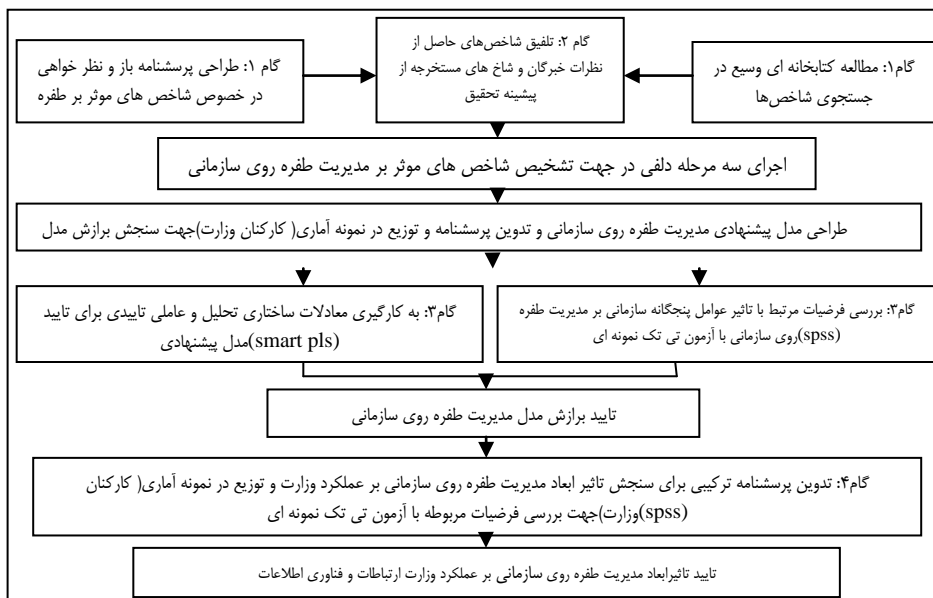 گام۱: مطالعه کتابخانه ای وسیع در
جستجوی شاخص‌ها
گام ۲: تلفیق شاخص‌های حاصل از
نظرات خبرگان و شاخ های مستخرجه از
پیشینه تحقیق
گام ۱: طراحی پرسشنامه باز و نظر خواهی
در خصوص شاخص های موثر بر طفره
اجرای سه مرحله دلفی در جهت تشخیص شاخص های موثر بر مدیریت طفره روی سازمانی
طراحی مدل پیشنهادی مدیریت طفره روی سازمانی و تدوین پرسشنامه و توزیع در نمونه آماری( کارکنان وزارت)جهت سنجش برازش مدل
گام۳: بررسی فرضیات مرتبط با تاثیر عوامل پنجگانه سازمانی بر مدیریت طفره
روی سازمانی با آزمون تی تک نمونه ای(spss)
گام۳: به کارگیری معادلات ساختاری تحلیل و عاملی تاییدی برای تایید
مدل پیشنهادی(smart pls)
تایید برازش مدل مدیریت طفره روی سازمانی
گام۴: تدوین پرسشنامه ترکیبی برای سنجش تاثیر ابعاد مدیریت طفره روی سازمانی بر عملکرد وزارت و توزیع در نمونه آماری( کارکنان
وزارت)جهت بررسی فرضیات مربوطه با آزمون تی تک نمونه ای(spss)
تایید تاثیرابعاد مدیریت طفره روی سازمانی بر عملکرد وزارت ارتباطات و فناوری اطلاعات